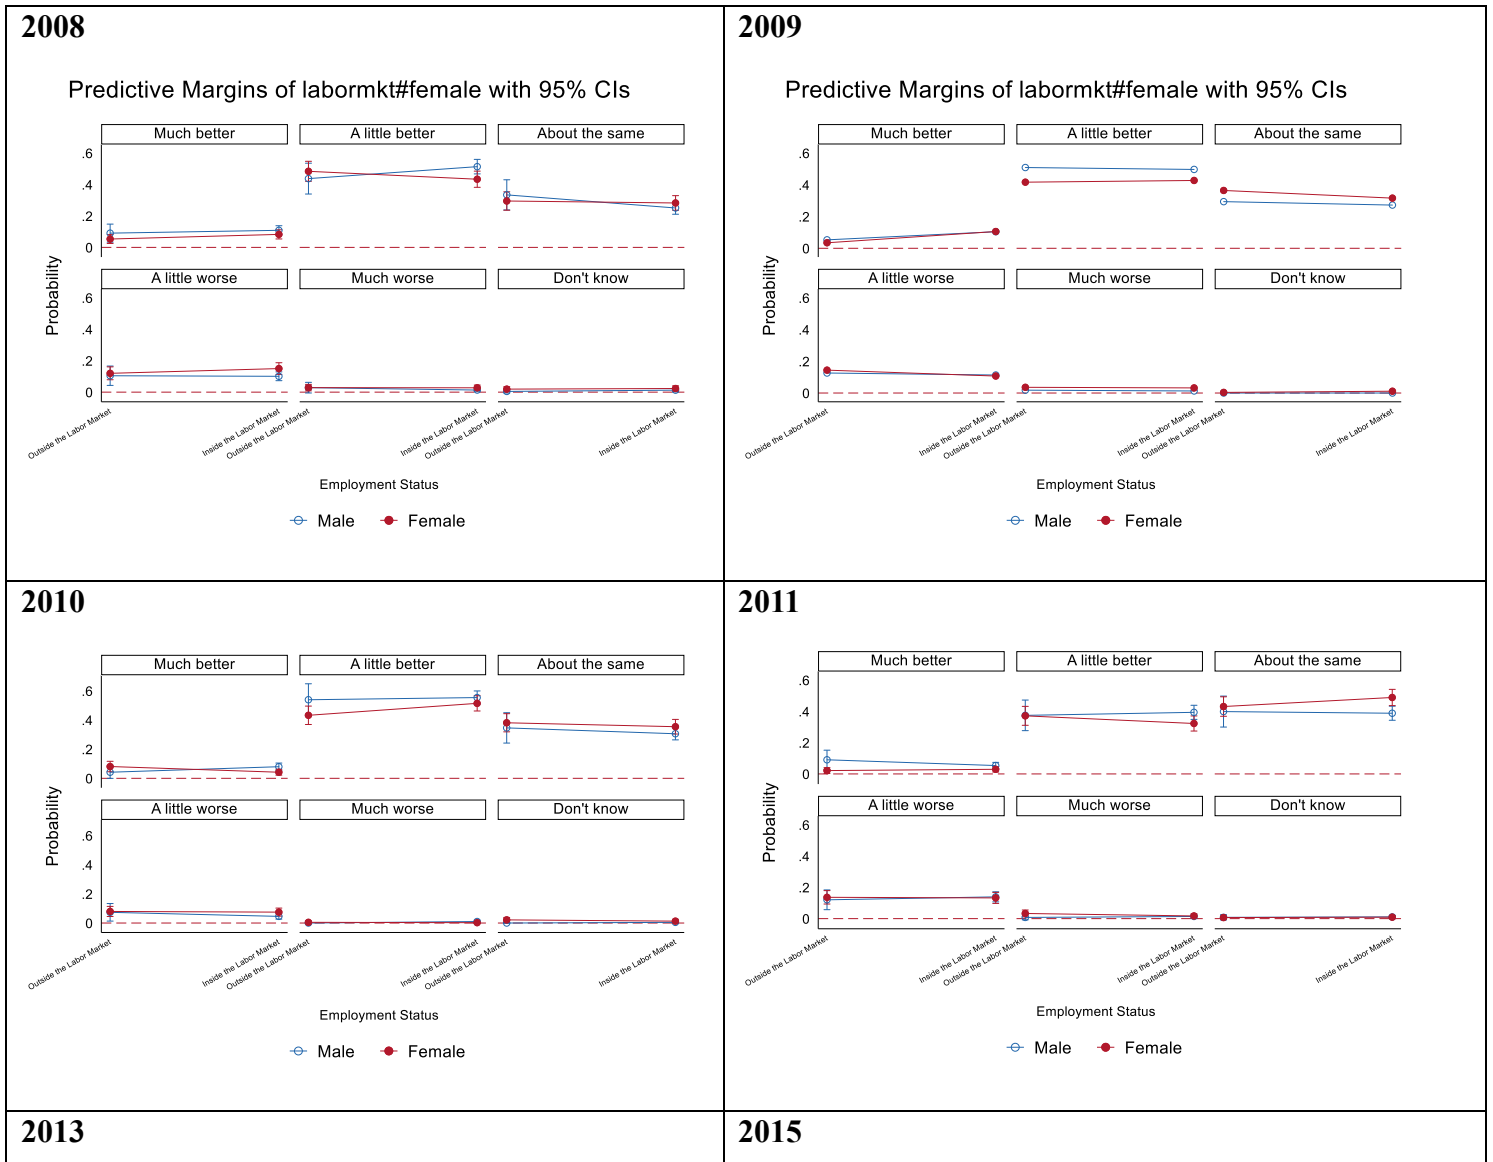 2008
Predictive Margins of labormkt#female with 95% CIs
Much better
A little better
About the same
.6
.4
.2
0
A little worse
Much worse
Don't know
.6
.4
.2
0
Probability
Outside the Labor Market
Inside the Labor Market
Outside the Labor Market
Inside the Labor Market
Outside the Labor Market
Inside the Labor Market
Employment Status
Male
Female
2009
Predictive Margins of labormkt#female with 95% CIs
Much better
A little better
About the same
.6
.4
.2
0
A little worse
Much worse
Don't know
.6
.4
.2
0
Probability
Outside the Labor Market
Inside the Labor Market
Outside the Labor Market
Inside the Labor Market
Outside the Labor Market
Inside the Labor Market
Employment Status
Male
Female
2010
Much better
A little better
About the same
.6
.4
.2
0
A little worse
Much worse
Don't know
.6
.4
.2
0
Probability
Outside the Labor Market
Inside the Labor Market
Outside the Labor Market
Inside the Labor Market
Outside the Labor Market
Inside the Labor Market
Employment Status
Male
Female
2011
Much better
A little better
About the same
.6
.4
.2
0
A little worse
Much worse
Don't know
.6
.4
.2
0
Probability
Outside the Labor Market
Inside the Labor Market
Outside the Labor Market
Inside the Labor Market
Outside the Labor Market
Inside the Labor Market
Employment Status
Male
Female
2013
2015